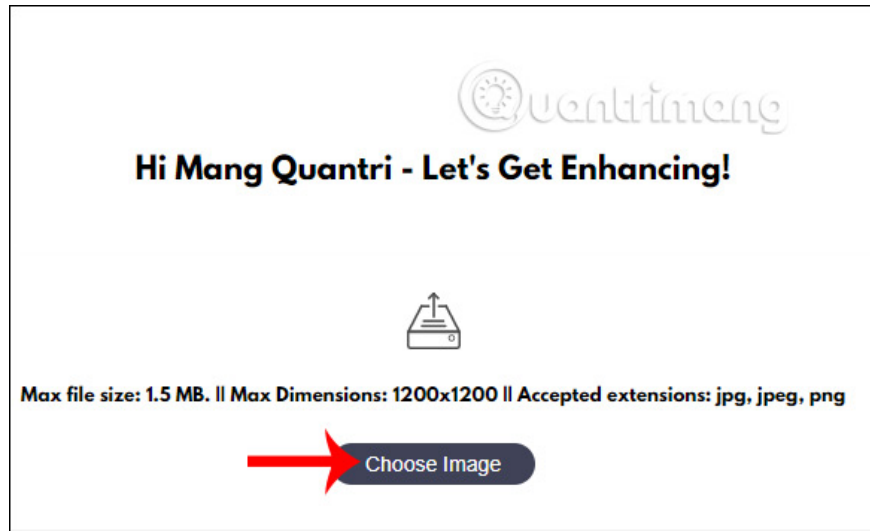 Quantrimang
Hi Mang Quantri - Let's Get Enhancing!
Max file size: 1.5 MB. || Max Dimensions: 1200x1200 || Accepted extensions: jpg, jpeg, png
Choose Image